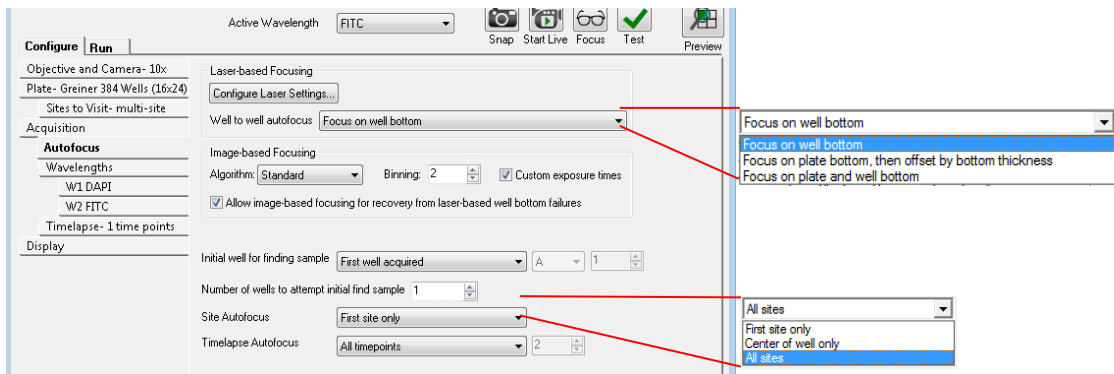 Active Wavelength FITC
Snap Start Live Focus Test Preview
Configure Run
Objective and Camera- 10x
Plate- Greiner 384 Wells (16x24)
Sites to Visit- multi-site
Acquisition
Autofocus
Wavelengths
W1 DAPI
W2 FITC
Timelapse- 1 time points
Display
Laser-based Focusing
Configure Laser Settings...
Well to well autofocus Focus on well bottom
Image-based Focusing
Algorithm: Standard Binning: 2 Custom exposure times
Allow image-based focusing for recovery from laser-based well bottom failures
Initial well for finding sample First well acquired A 1
Number of wells to attempt initial find sample 1
Site Autofocus First site only
Timelapse Autofocus All timepoints 2
Focus on well bottom
Focus on well bottom
Focus on plate bottom, then offset by bottom thickness
Focus on plate and well bottom
All sites
First site only
Center of well only
All sites